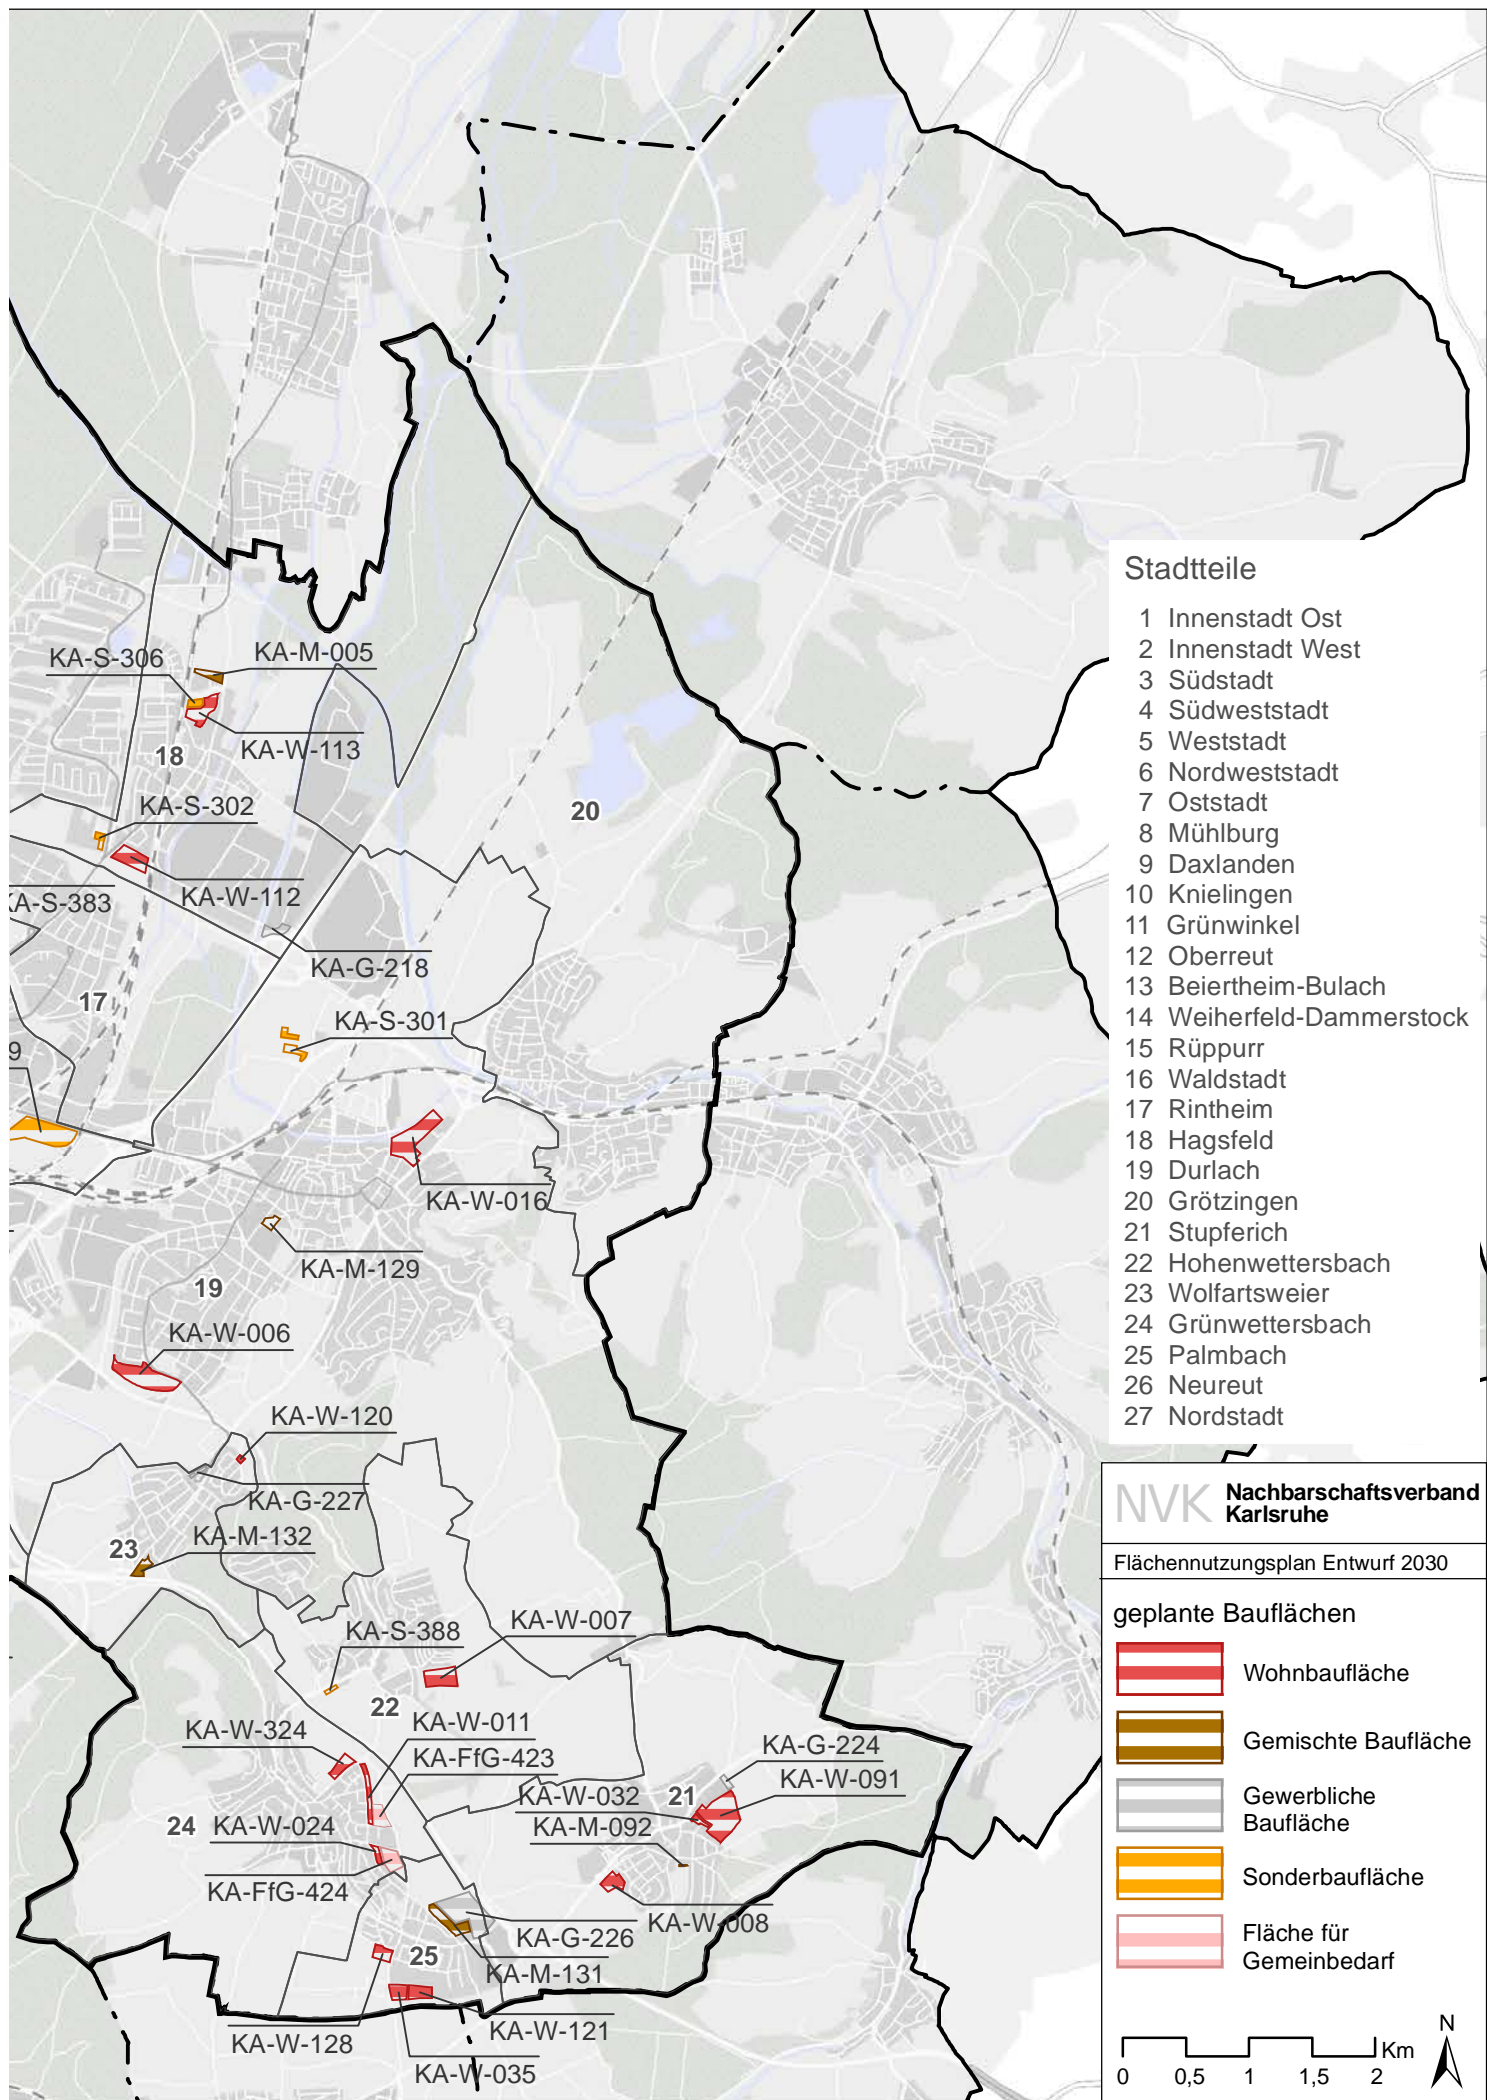 KA-S-306
KA-M-005
KA-W-113
18
KA-S-302
20
KA-W-112
KA-S-383
KA-G-218
17
KA-S-301
9
KA-W-016
KA-M-129
19
KA-W-006
KA-W-120
KA-G-227
KA-M-132
23
KA-W-007
KA-S-388
22
KA-W-011
KA-W-324
KA-FfG-423
KA-G-224
KA-W-091
21
KA-W-032
24
KA-W-024
KA-M-092
KA-FfG-424
KA-W-008
KA-G-226
25
KA-M-131
KA-W-121
KA-W-128
KA-W-035
Stadtteile
1 Innenstadt Ost
2 Innenstadt West
3 Südstadt
4 Südweststadt
5 Weststadt
6 Nordweststadt
7 Oststadt
8 Mühlburg
9 Daxlanden
10 Knielingen
11 Grünwinkel
12 Oberreut
13 Beiertheim-Bulach
14 Weiherfeld-Dammerstock
15 Rüppurr
16 Waldstadt
17 Rintheim
18 Hagsfeld
19 Durlach
20 Grötzingen
21 Stupferich
22 Hohenwettersbach
23 Wolfartsweier
24 Grünwettersbach
25 Palmbach
26 Neureut
27 Nordstadt
NVK Nachbarschaftsverband
Karlsruhe
Flächennutzungsplan Entwurf 2030
geplante Bauflächen
Wohnbaufläche
Gemischte Baufläche
Gewerbliche
Baufläche
Sonderbaufläche
Fläche für
Gemeinbedarf
N
Km
0 0,5 1 1,5 2